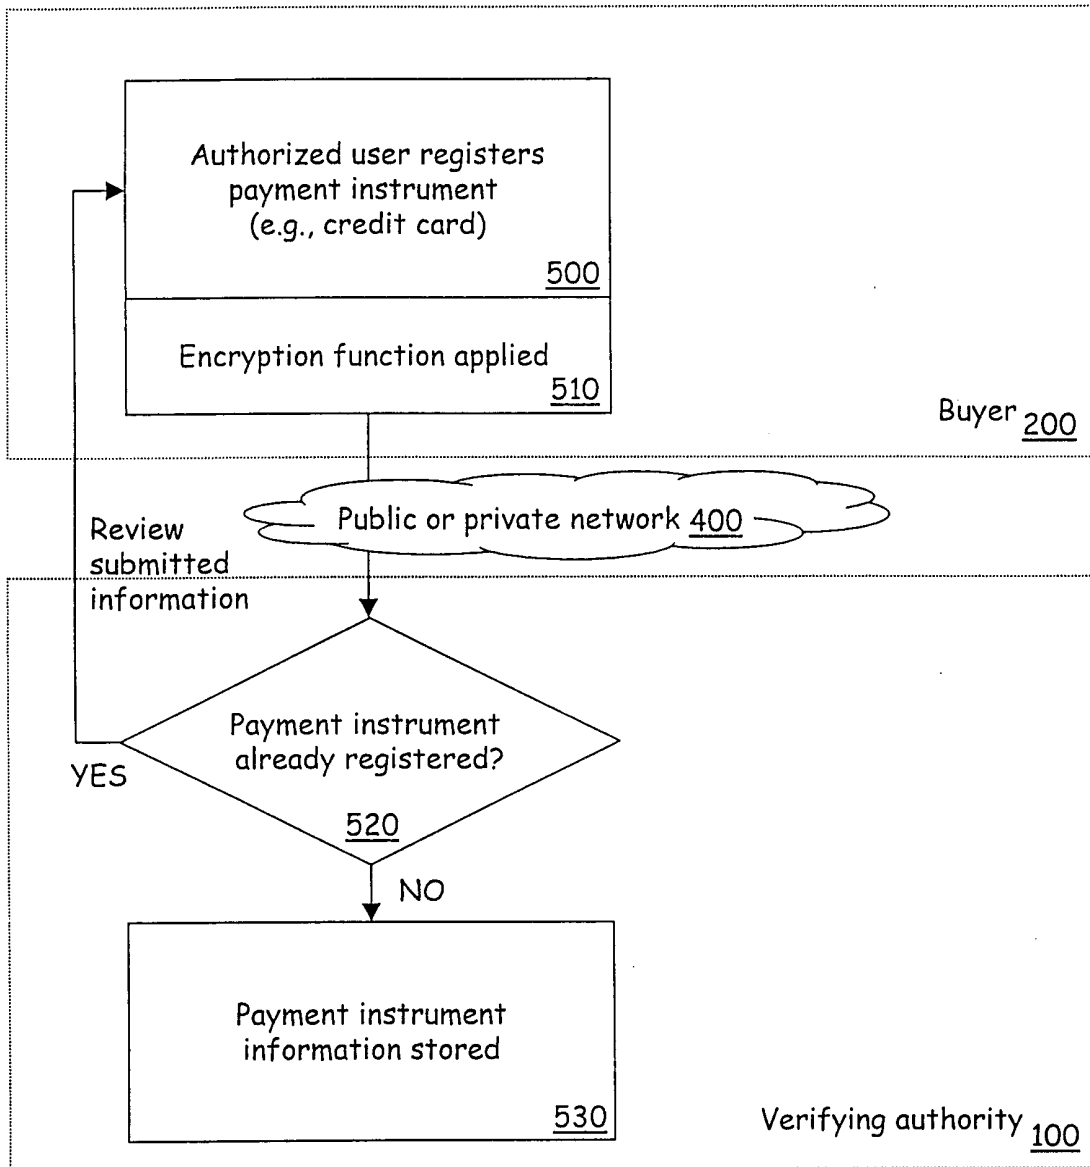 Authorized user registers
payment instrument
(e.g., credit card)
500
Encryption function applied
510
Buyer 200
Public or private network 400
Review
submitted
information
Payment instrument
already registered?
520
YES
NO
Payment instrument
information stored
530
Verifying authority 100